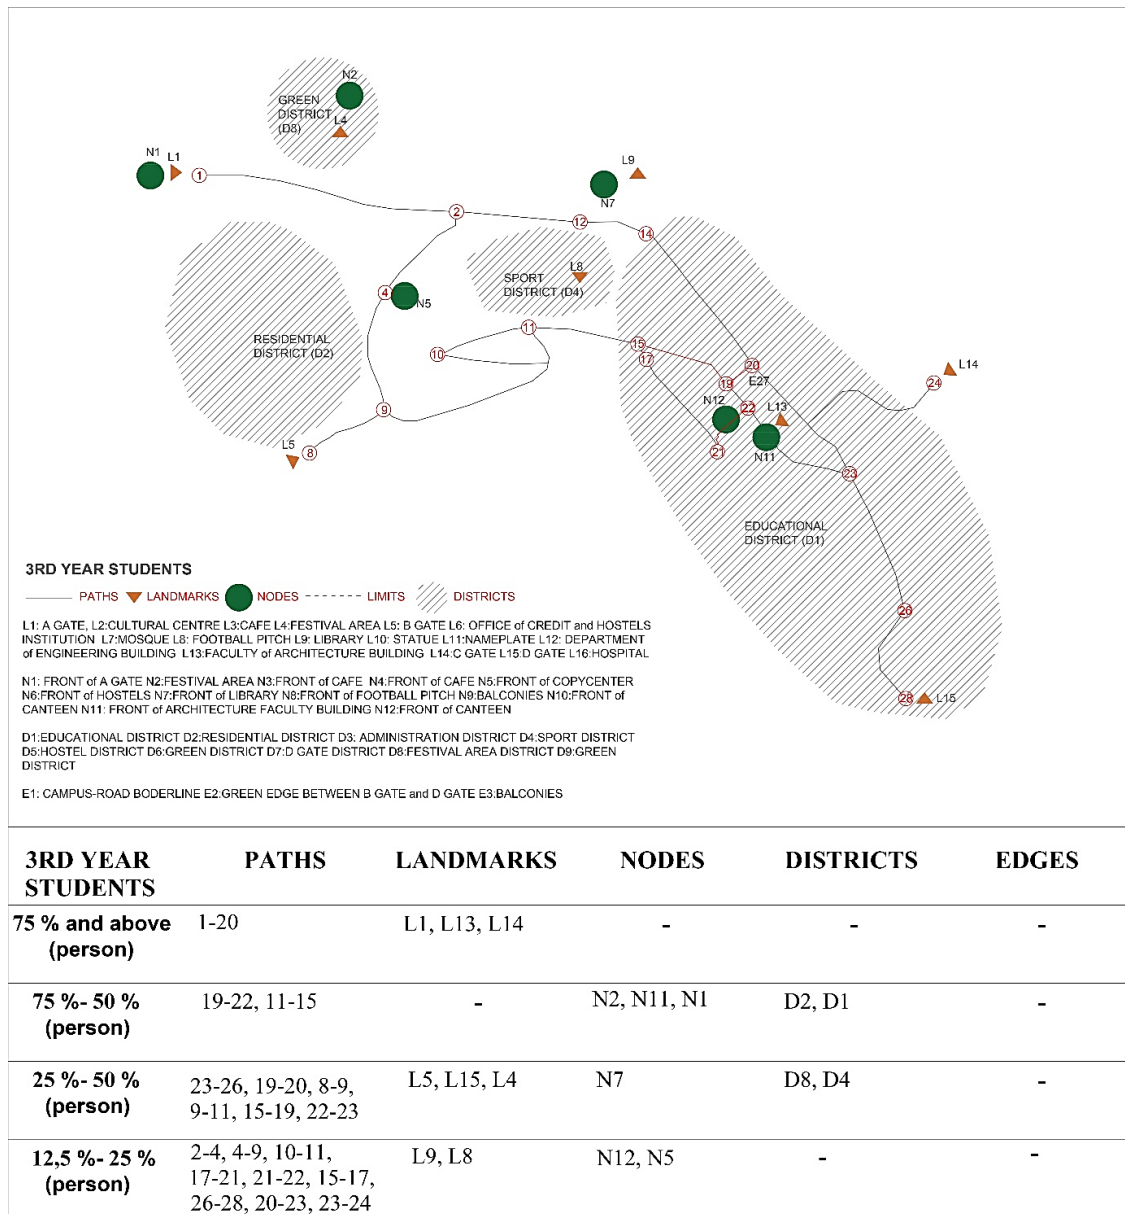 N2
GREEN
DISTRICT
(D8)
L4
N1
L1
1
L9
N7
2
12
14
L8
SPORT
DISTRICT (D4)
4
N5
RESIDENTIAL
DISTRICT (D2)
11
10
15
17
20
19
E27
L14
24
N12
22
L13
9
N11
21
L5
8
23
EDUCATIONAL
DISTRICT (D1)
26
28
L15
3RD YEAR STUDENTS
PATHS LANDMARKS NODES LIMITS DISTRICTS
L1: A GATE, L2:CULTURAL CENTRE L3:CAFE L4:FESTIVAL AREA L5: B GATE L6: OFFICE of CREDIT and HOSTELS
INSTITUTION L7:MOSQUE L8: FOOTBALL PITCH L9: LIBRARY L10: STATUE L11:NAMEPLATE L12: DEPARTMENT
of ENGINEERING BUILDING L13:FACULTY of ARCHITECTURE BUILDING L14:C GATE L15:D GATE L16:HOSPITAL
N1: FRONT of A GATE N2:FESTIVAL AREA N3:FRONT of CAFE N4:FRONT of CAFE N5:FRONT of COPYCENTER
N6:FRONT of HOSTELS N7:FRONT of LIBRARY N8:FRONT of FOOTBALL PITCH N9:BALCONIES N10:FRONT of
CANTEEN N11: FRONT of ARCHITECTURE FACULTY BUILDING N12:FRONT of CANTEEN
D1:EDUCATIONAL DISTRICT D2:RESIDENTIAL DISTRICT D3: ADMINISTRATION DISTRICT D4:SPORT DISTRICT
D5:HOSTEL DISTRICT D6:GREEN DISTRICT D7:D GATE DISTRICT D8:FESTIVAL AREA DISTRICT D9:GREEN
DISTRICT
E1: CAMPUS-ROAD BODERLINE E2:GREEN EDGE BETWEEN B GATE and D GATE E3:BALCONIES
3RD YEAR STUDENTS PATHS LANDMARKS NODES DISTRICTS EDGES
75 % and above (person) 1-20 L1, L13, L14 - - -
75 %- 50 % (person) 19-22, 11-15 - N2, N11, N1 D2, D1 -
25 %- 50 % (person) 23-26, 19-20, 8-9, 9-11, 15-19, 22-23 L5, L15, L4 N7 D8, D4 -
12,5 %- 25 % (person) 2-4, 4-9, 10-11, 17-21, 21-22, 15-17, 26-28, 20-23, 23-24 L9, L8 N12, N5 - -